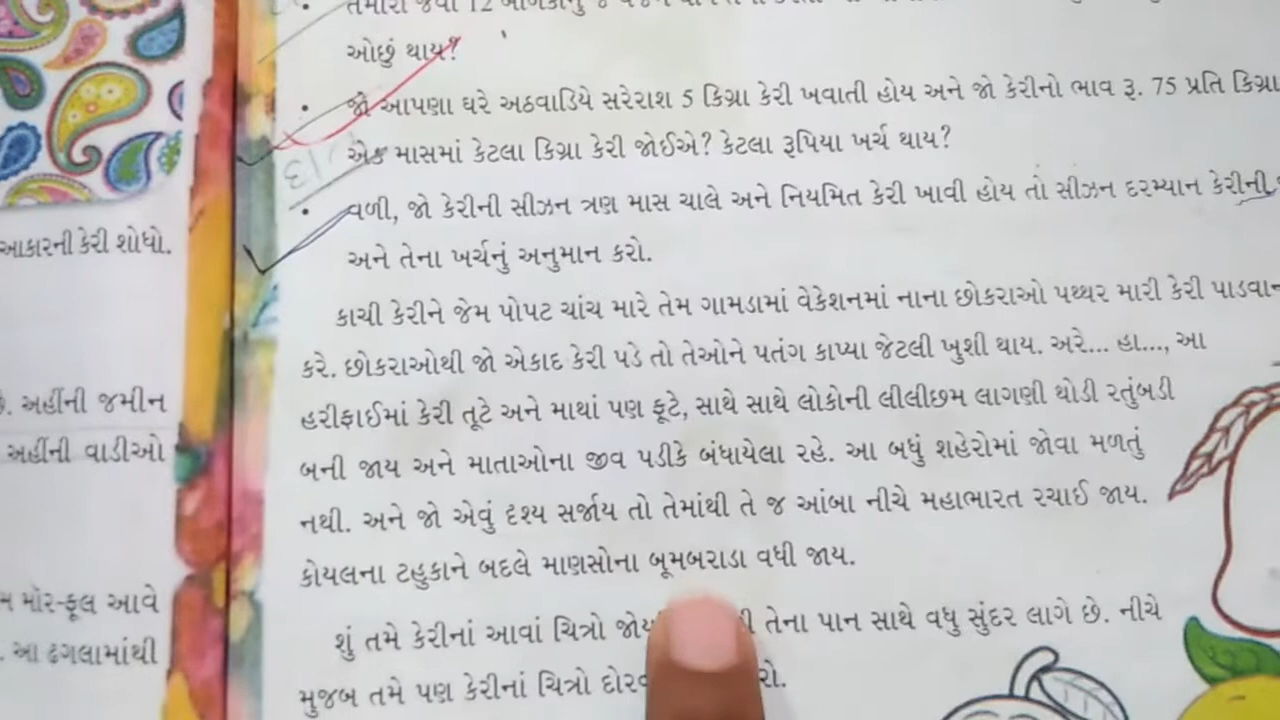 આકારની કેરી શોધો.
અહીંની જમીન
અહીંની વાડીઓ
મૉર-ફૂલ આવે
. આ ઢગલામાંથી
ઓછું થાય?
• જો આપણા ઘરે અઠવાડિયે સરેરાશ 5 કિગ્રા કેરી ખવાતી હોય અને જો કેરીનો ભાવ રૂ. 75 પ્રતિ કિગ્રા
એક માસમાં કેટલા કિગ્રા કેરી જોઈએ? કેટલા રૂપિયા ખર્ચ થાય?
• વળી, જો કેરીની સીઝન ત્રણ માસ ચાલે અને નિયમિત કેરી ખાવી હોય તો સીઝન દરમ્યાન કેરીની
અને તેના ખર્ચનું અનુમાન કરો.
કાચી કેરીને જેમ પોપટ ચાંચ મારે તેમ ગામડામાં વેકેશનમાં નાના છોકરાઓ પથ્થર મારી કેરી
કરે. છોકરાઓથી જો એકાદ કેરી પડે તો તેઓને પતંગ કાપ્યા જેટલી ખુશી થાય. અરે.... હા..., આ
હરીફાઈમાં કેરી તૂટે અને માથાં પણ ફૂટે, સાથે સાથે લોકોની લીલીછમ લાગણી થોડી રતુંબડી
બની જાય અને માતાઓના જીવ પડીકે બંધાયેલા રહે. આ બધું શહેરોમાં જોવા મળતું
નથી. અને જો એવું દૃશ્ય સર્જાય તો તેમાંથી તે જ આંબા નીચે મહાભારત રચાઈ જાય.
કોયલના ટહુકાને બદલે માણસોના બૂમબરાડા વધી જાય.
શું તમે કેરીનાં આવાં ચિત્રો તેના પાન સાથે વધુ સુંદર લાગે છે. નીચે
મુજબ તમે પણ કેરીનાં ચિત્રો